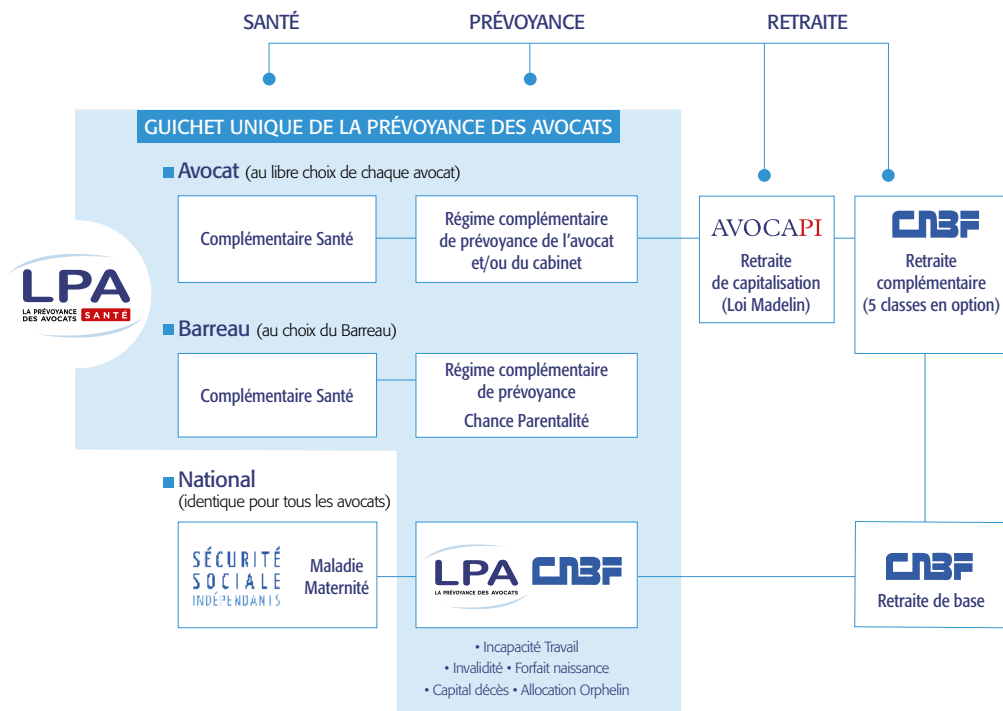 SANTÉ
PRÉVOYANCE
RETRAITE
GUICHET UNIQUE DE LA PRÉVOYANCE DES AVOCATS
LPA
LA PRÉVOYANCE
DES AVOCATS SANTÉ
Avocat (au libre choix de chaque avocat)
Complémentaire Santé
Régime complémentaire
de prévoyance de l'avocat
et/ou du cabinet
AVOCAPI
Retraite
de capitalisation
(Loi Madelin)
CNBF
Retraite
complémentaire
(5 classes en option)
Barreau (au choix du Barreau)
Complémentaire Santé
Régime complémentaire
de prévoyance
Chance Parentalité
National
(identique pour tous les avocats)
SÉCURITÉ
SOCIALE
INDÉPENDANTS
Maladie
Maternité
LPA
LA PRÉVOYANCE DES AVOCATS
CNBF
CNBF
Retraite de base
• Incapacité Travail
• Invalidité • Forfait naissance
• Capital décès • Allocation Orphelin